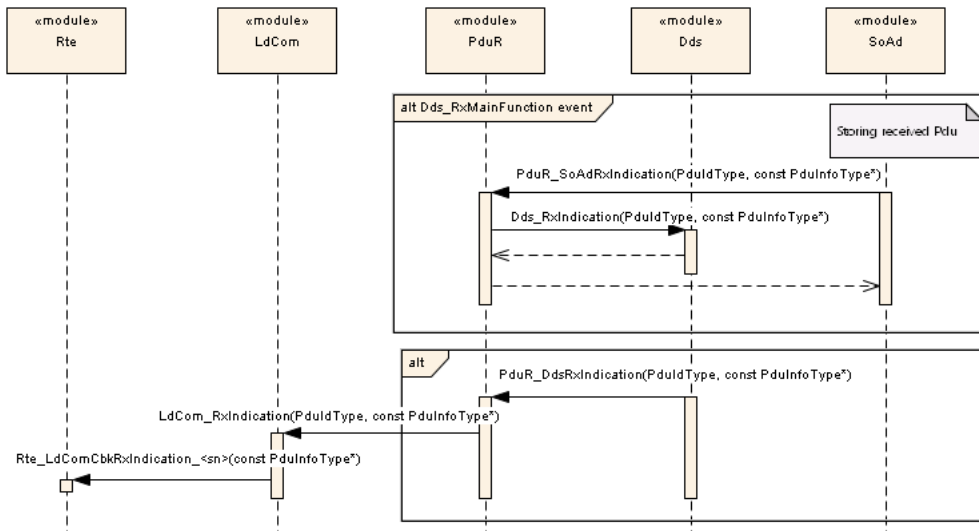 «module»
Rte
«module»
LdCom
«module»
PduR
«module»
Dds
«module»
SoAd
alt Dds_RxMainFunction event
Storing received Pdu
PduR_SoAdRxIndication(PduIdType, const PduInfoType*)
Dds_RxIndication(PduIdType, const PduInfoType*)
alt
PduR_DdsRxIndication(PduIdType, const PduInfoType*)
LdCom_RxIndication(PduIdType, const PduInfoType*)
Rte_LdComCbkRxIndication_<sn>(const PduInfoType*)